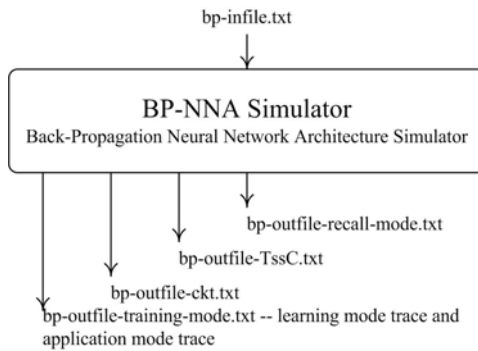 bp-infile.txt
BP-NNA Simulator
Back-Propagation Neural Network Architecture Simulator
bp-outfile-recall-mode.txt
bp-outfile-TssC.txt
bp-outfile-ckt.txt
bp-outfile-training-mode.txt -- learning mode trace and
application mode trace